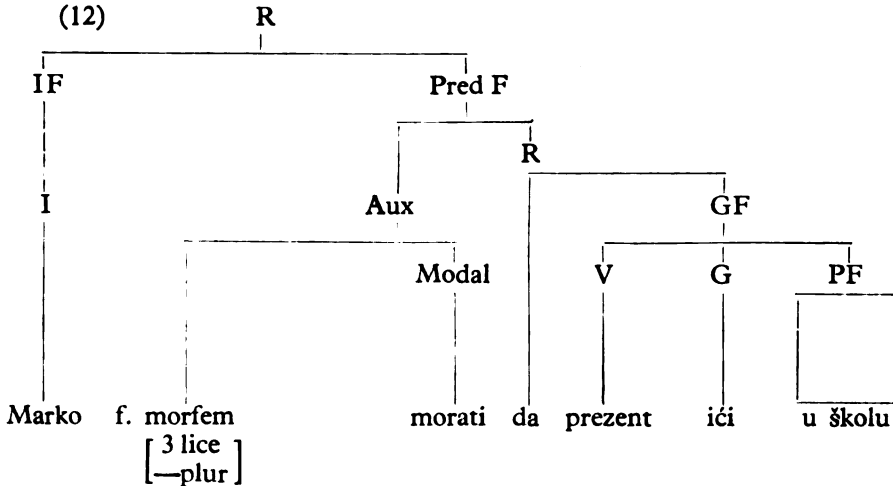 (12) R
IF Pred F
R
I Aux GF
Modal V G PF
Marko f. morfem morati da prezent ići u školu
[3 lice
—plur]